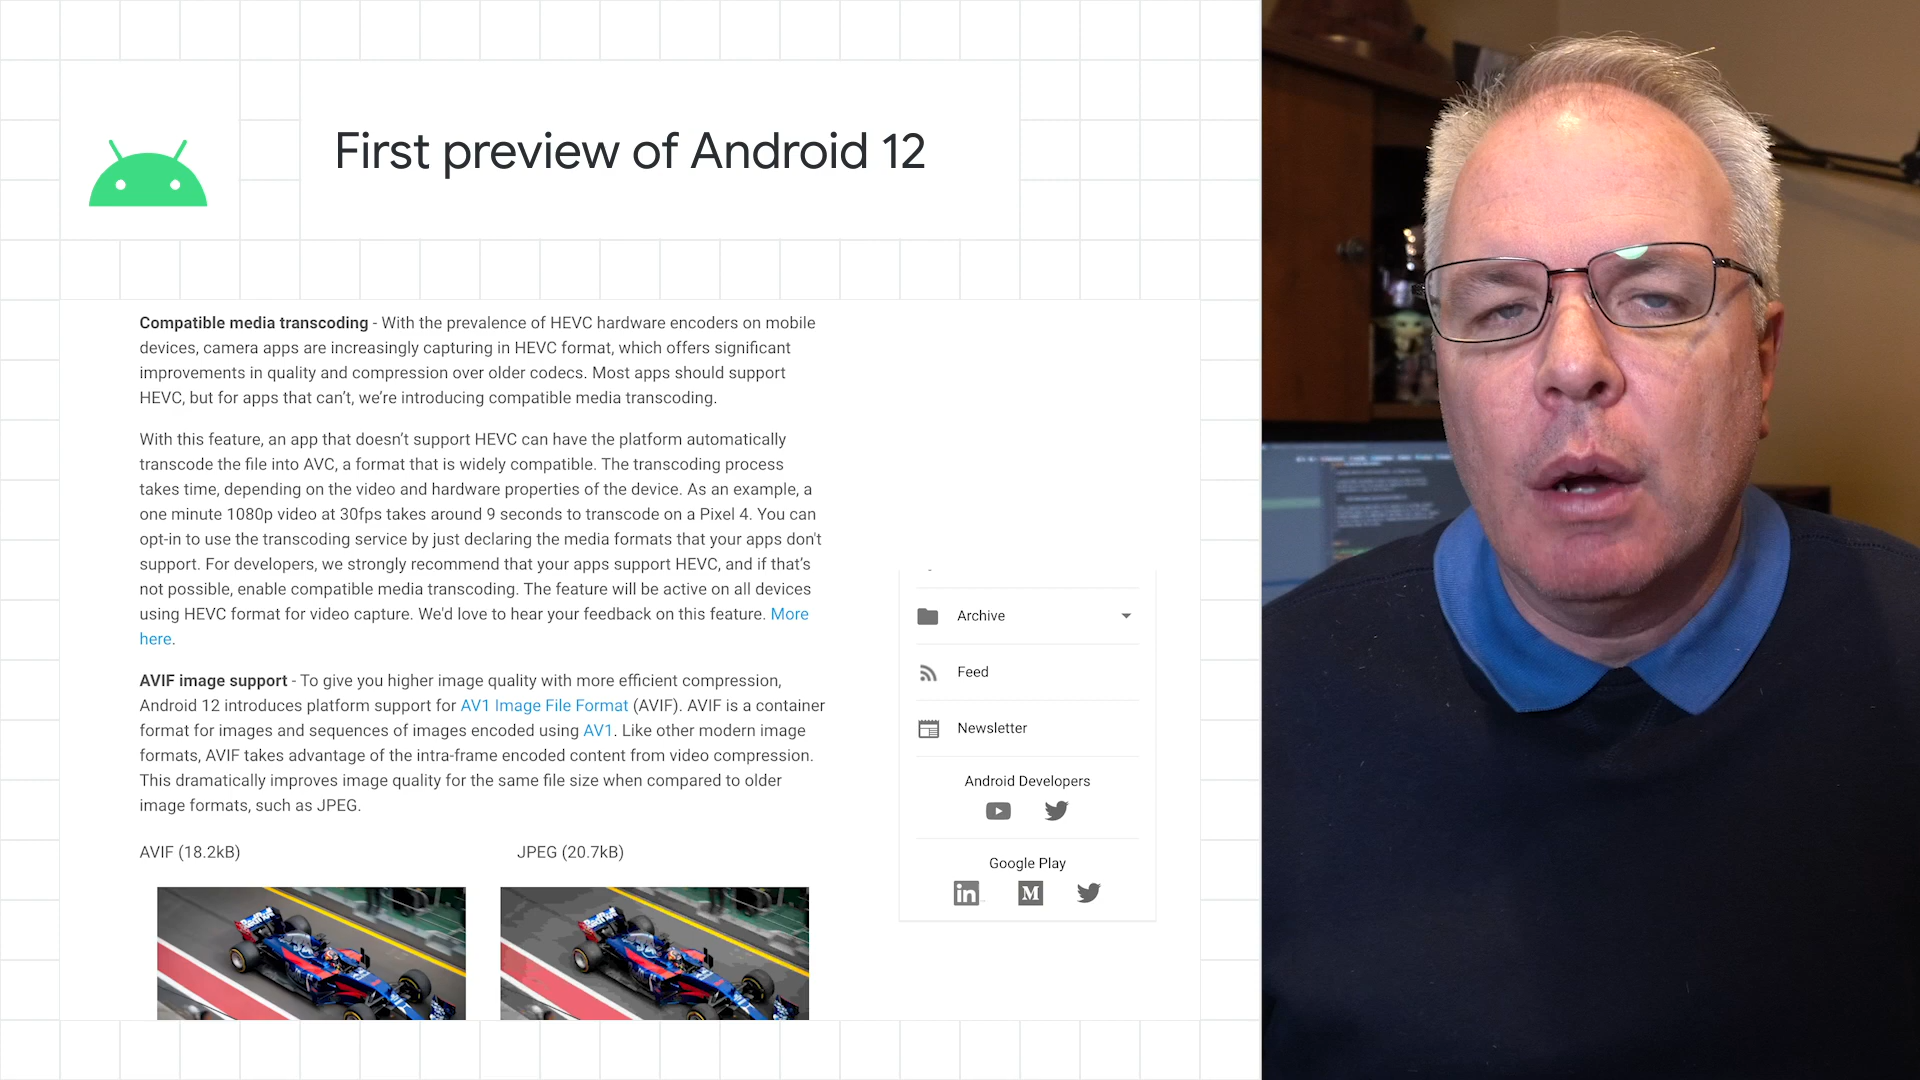 First preview of Android 12
Compatible media transcoding - With the prevalence of HEVC hardware encoders on mobile
devices, camera apps are increasingly capturing in HEVC format, which offers significant
improvements in quality and compression over older codecs. Most apps should support
HEVC, but for apps that can’t, we’re introducing compatible media transcoding.
With this feature, an app that doesn’t support HEVC can have the platform automatically
transcode the file into AVC, a format that is widely compatible. The transcoding process
takes time, depending on the video and hardware properties of the device. As an example, a
one minute 1080p video at 30fps takes around 9 seconds to transcode on a Pixel 4. You can
opt-in to use the transcoding service by just declaring the media formats that your apps don't
support. For developers, we strongly recommend that your apps support HEVC, and if that’s
not possible, enable compatible media transcoding. The feature will be active on all devices
using HEVC format for video capture. We'd love to hear your feedback on this feature. More
here.
AVIF image support - To give you higher image quality with more efficient compression,
Android 12 introduces platform support for AV1 Image File Format (AVIF). AVIF is a container
format for images and sequences of images encoded using AV1. Like other modern image
formats, AVIF takes advantage of the intra-frame encoded content from video compression.
This dramatically improves image quality for the same file size when compared to older
image formats, such as JPEG.
AVIF (18.2kB)
JPEG (20.7kB)
Archive
Feed
Newsletter
Android Developers
Google Play
in
M